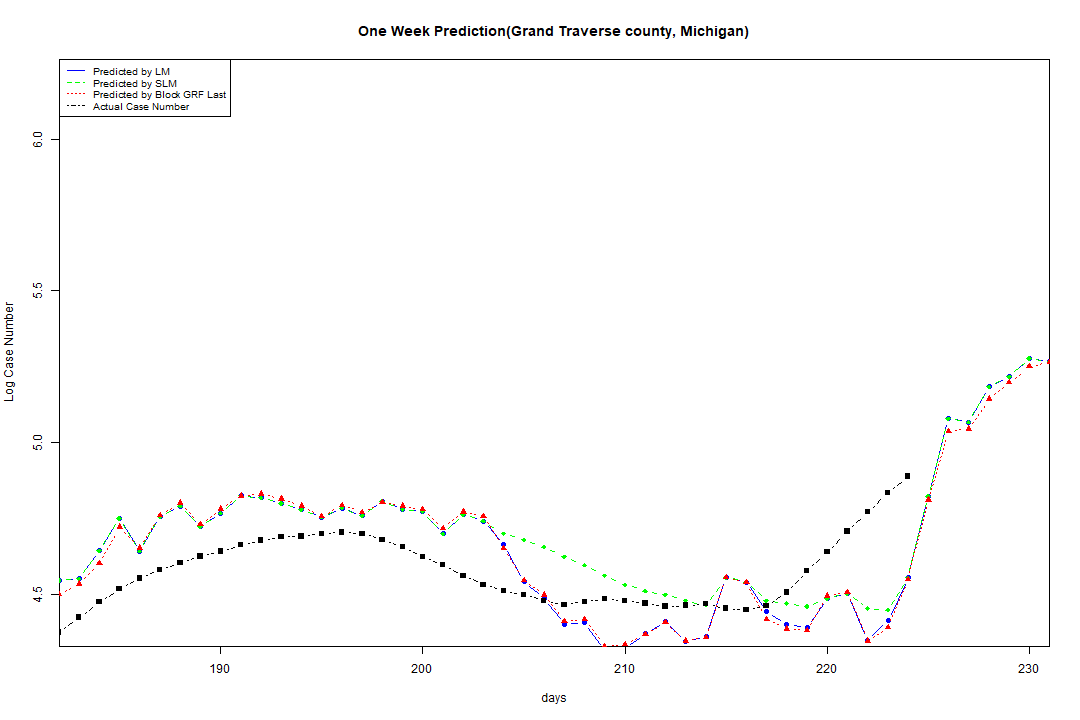 One Week Prediction(Grand Traverse county, Michigan)
Predicted by LM
Predicted by SLM
Predicted by Block GRF Last
Actual Case Number
6.0
5.5
5.0
4.5
Log Case Number
190 200 210 220 230
days